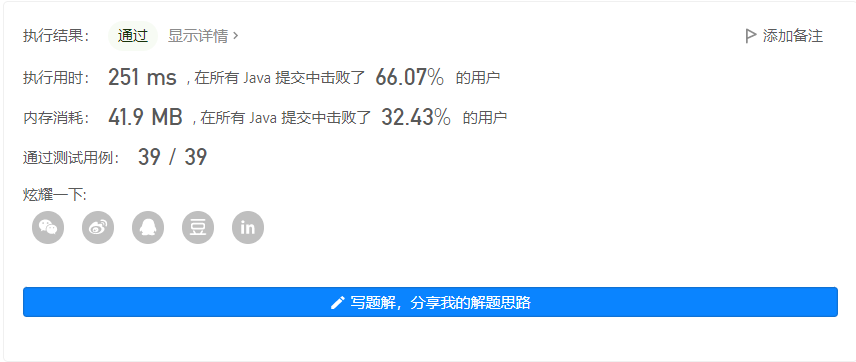 执行结果： 通过 显示详情 › 添加备注
执行用时： 251 ms , 在所有 Java 提交中击败了 66.07% 的用户
内存消耗： 41.9 MB , 在所有 Java 提交中击败了 32.43% 的用户
通过测试用例： 39 / 39
炫耀一下:
豆 in
写题解，分享我的解题思路